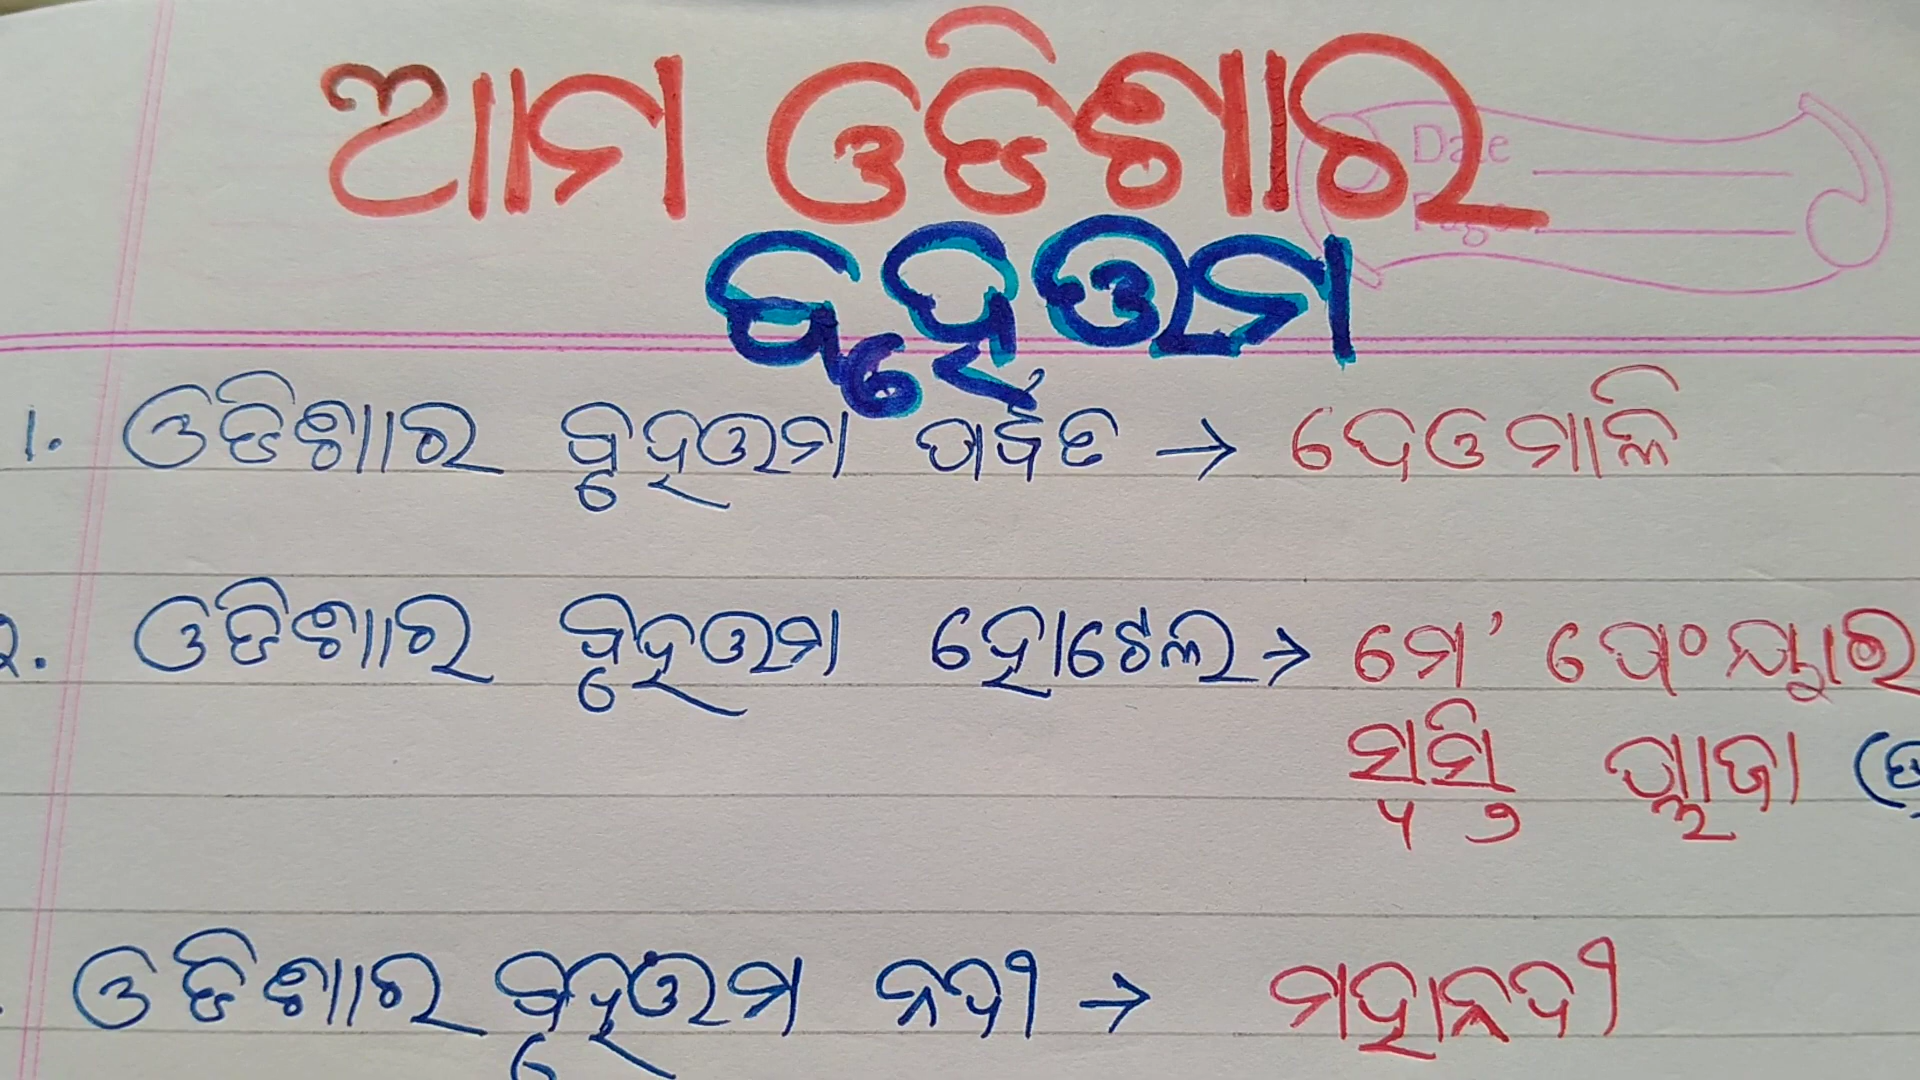 ଆମ ଓଡିଶାର
Date
Page
ବୃହତ୍ତମ
୧. ଓଡିଶାର ବୃହତ୍ତମ ପର୍ବତ → ଦେଓମାଳି
୨. ଓଡିଶାର ବୃହତ୍ତମ ହୋଟେଲ → ମେ' ଫେୟାର
ପ୍ଲାଜା
ଓଡିଶାର ବୃହତ୍ତମ ନଦୀ → ମହାନଦୀ